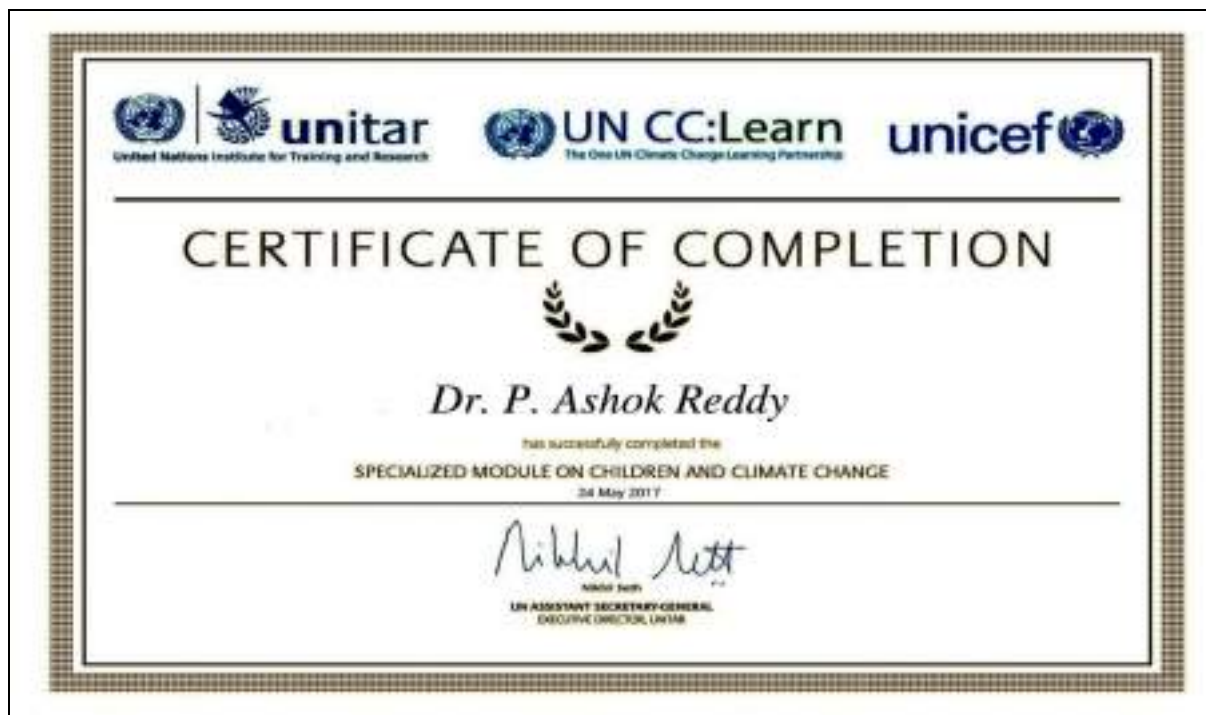 unitar
United Nations Institute for Training and Research
UN CC:Learn
The One UN Climate Change Learning Partnership
unicef
CERTIFICATE OF COMPLETION
Dr. P. Ashok Reddy
has successfully completed the
SPECIALIZED MODULE ON CHILDREN AND CLIMATE CHANGE
24 May 2017
Nikhil Seth
UN ASSISTANT SECRETARY-GENERAL
EXECUTIVE DIRECTOR, UNITAR